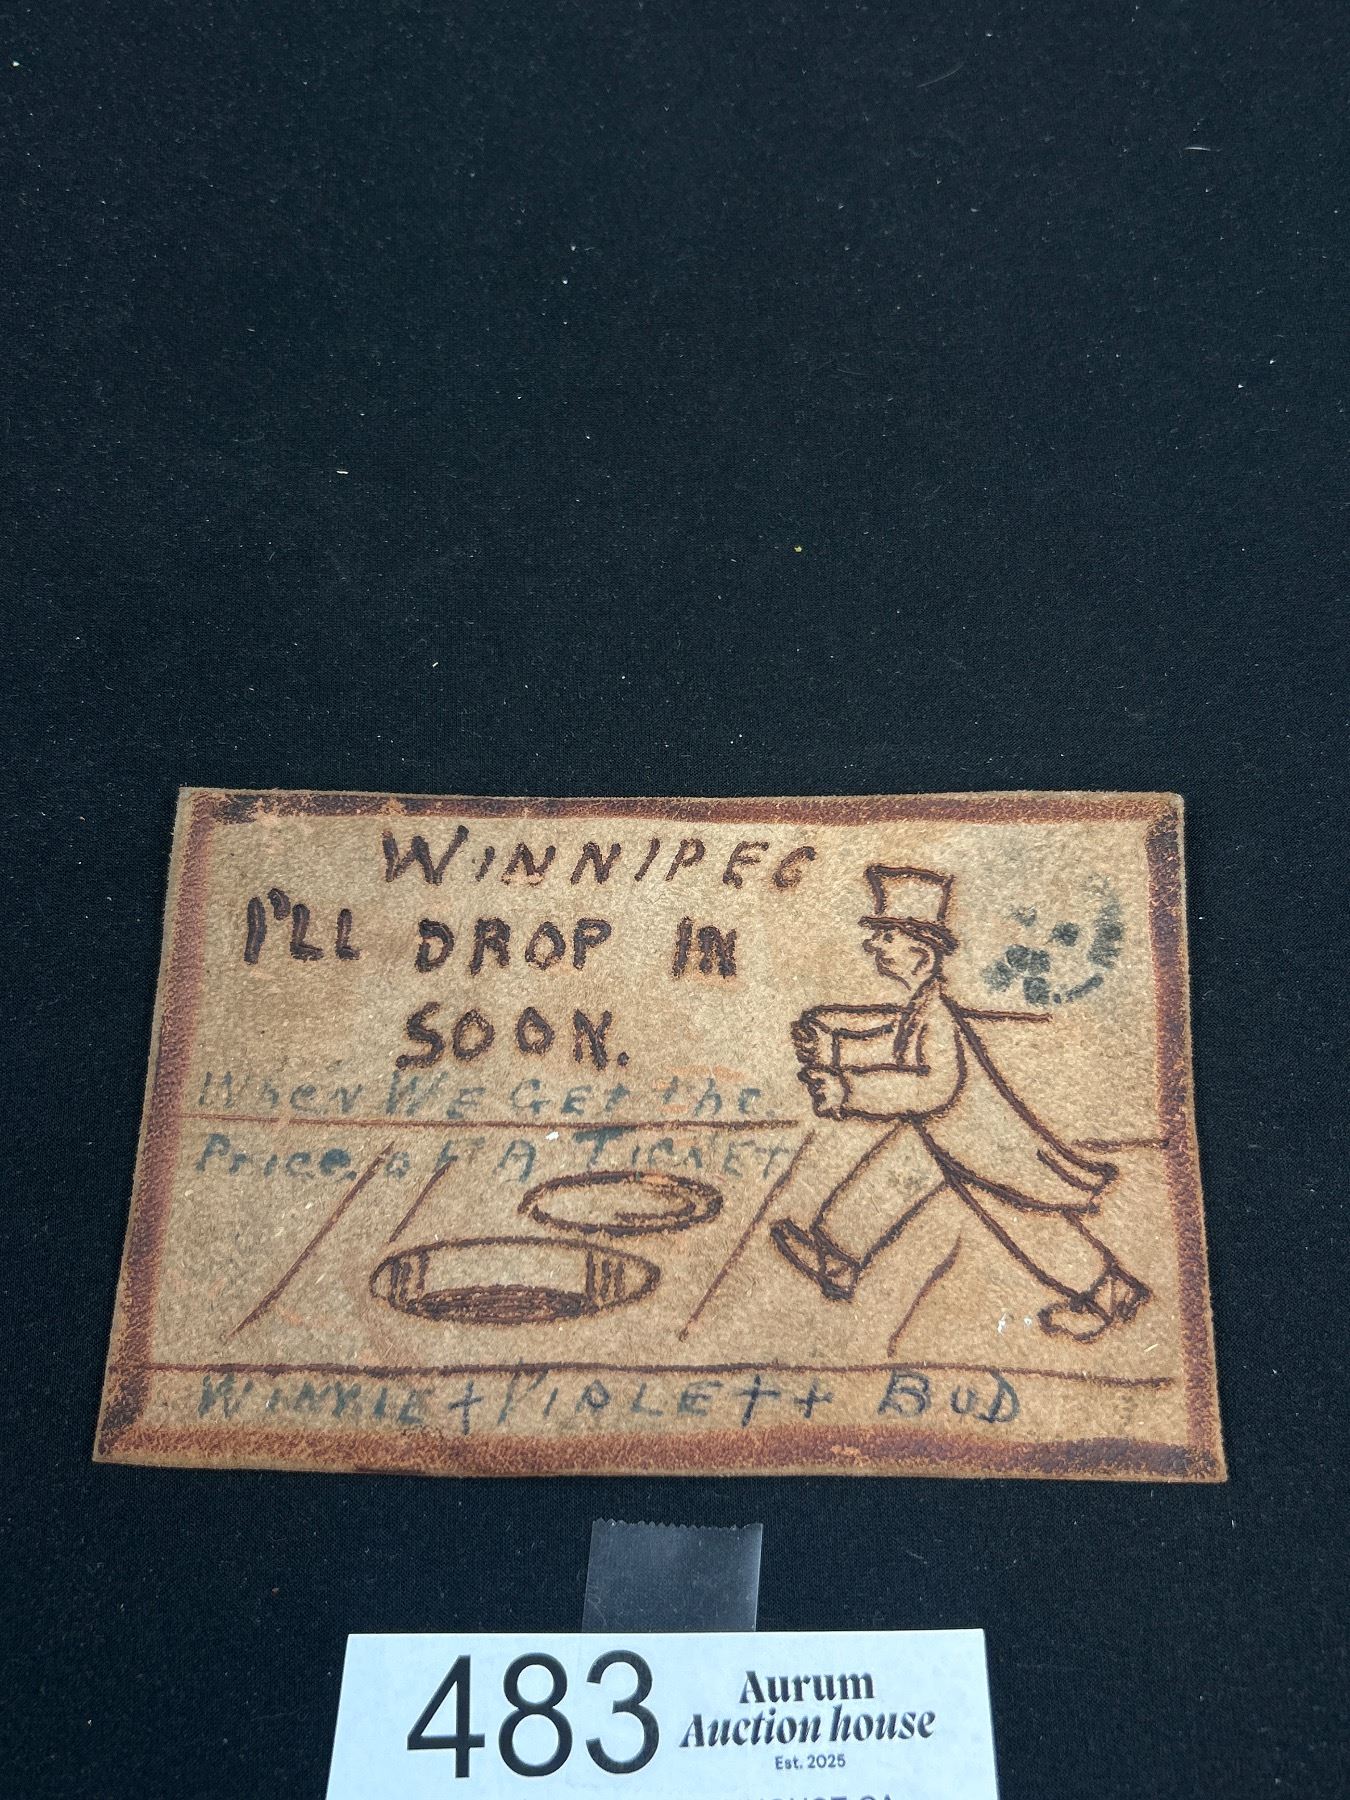 WINNIPEG
I'LL DROP IN
SOON.
When WE GEt the
Price oF A TICKEt
WINKIE + VIOLEt + BUD
483
Aurum
Auction house
Est. 2025